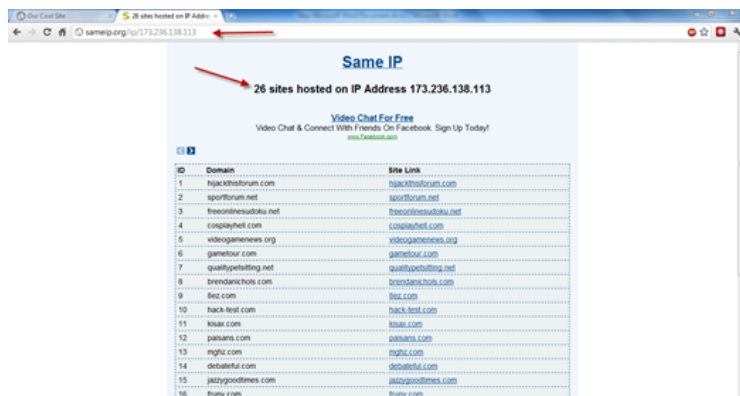 Our Cool Site
26 sites hosted on IP Addre
sameip.org/ip/173.236.138.113
Same IP
26 sites hosted on IP Address 173.236.138.113
Video Chat For Free
Video Chat & Connect With Friends On Facebook. Sign Up Today!
www.Facebook.com
ID Domain Site Link
1 hijackthisforum.com hijackthisforum.com
2 sportforum.net sportforum.net
3 freeonlinesudoku.net freeonlinesudoku.net
4 cosplayhell.com cosplayhell.com
5 videogamenews.org videogamenews.org
6 gametour.com gametour.com
7 qualitypetsitting.net qualitypetsitting.net
8 brendanichols.com brendanichols.com
9 8ez.com 8ez.com
10 hack-test.com hack-test.com
11 kisax.com kisax.com
12 paisans.com paisans.com
13 mghz.com mghz.com
14 debateful.com debateful.com
15 jazzygoodtimes.com jazzygoodtimes.com
16